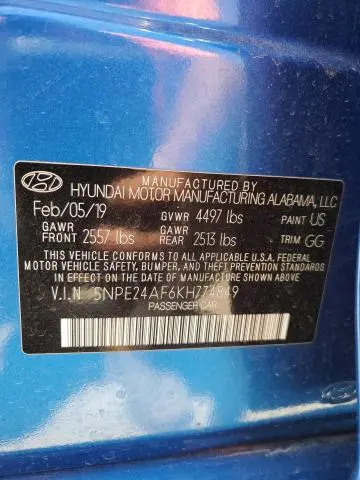 MANUFACTURED BY
HYUNDAI MOTOR MANUFACTURING ALABAMA, LLC
Feb/05/19 GVWR 4497 lbs PAINT US
GAWR FRONT 2557 lbs GAWR REAR 2513 lbs TRIM GG
THIS VEHICLE CONFORMS TO ALL APPLICABLE U.S. FEDERAL
MOTOR VEHICLE SAFETY, BUMPER, AND THEFT PREVENTION STANDARDS
IN EFFECT ON THE DATE OF MANUFACTURE SHOWN ABOVE.
V.I.N 5NPE24AF6KH774849
PASSENGER CAR